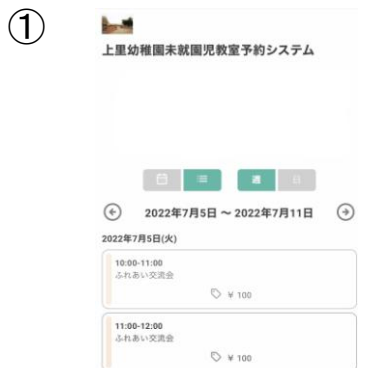 ①
上里幼稚園未就園児教室予約システム
週 日
2022年7月5日 ~ 2022年7月11日
2022年7月5日(火)
10:00-11:00
ふれあい交流会
¥ 100
11:00-12:00
ふれあい交流会
¥ 100